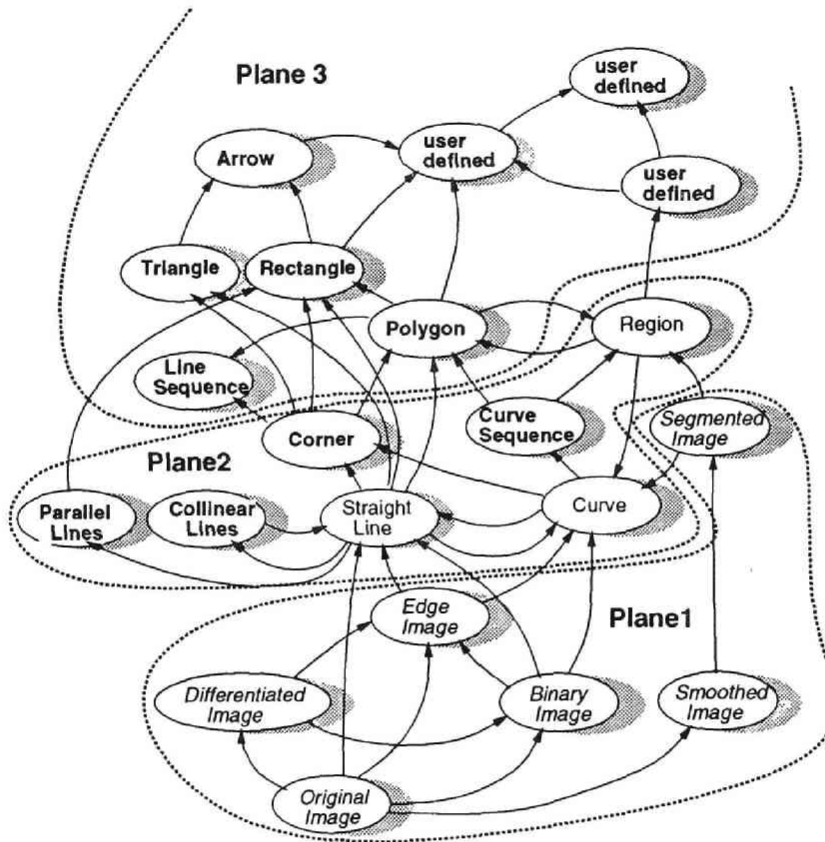 Plane 3
user
defined
Arrow
user
defined
user
defined
Triangle
Rectangle
Polygon
Region
Line
Sequence
Corner
Curve
Sequence
Segmented
Image
Plane2
Parallel
Lines
Collinear
Lines
Straight
Line
Curve
Edge
Image
Plane1
Differentiated
Image
Binary
Image
Smoothed
Image
Original
Image